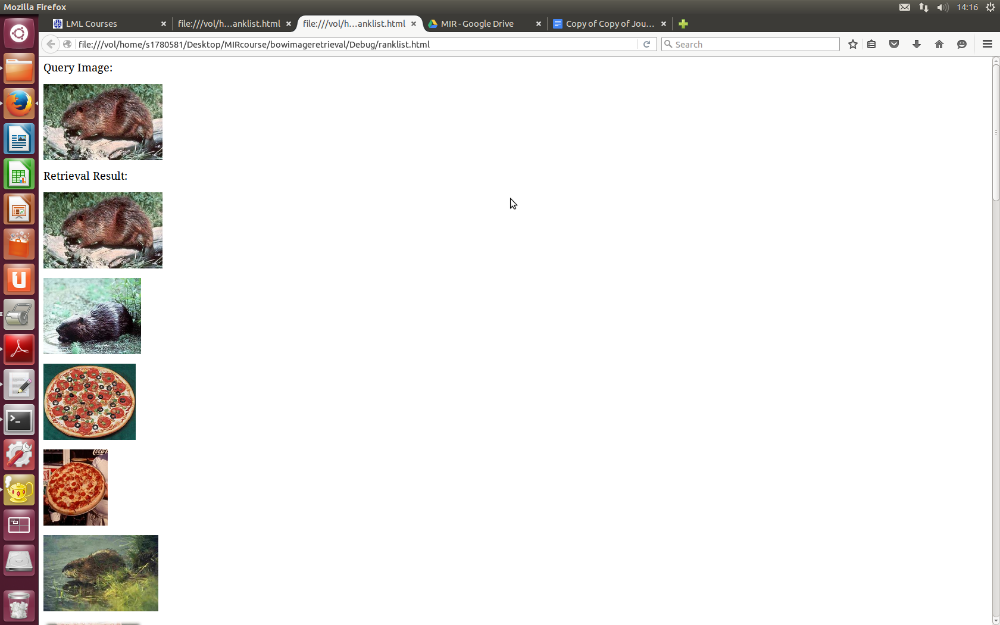 Mozilla Firefox
14:16
LML Courses
file:///vol/h...anklist.html
file:///vol/h...anklist.html
MIR - Google Drive
Copy of Copy of Jou...
file:///vol/home/s1780581/Desktop/MIRcourse/bowimageretrieval/Debug/ranklist.html
Search
Query Image:
Retrieval Result: